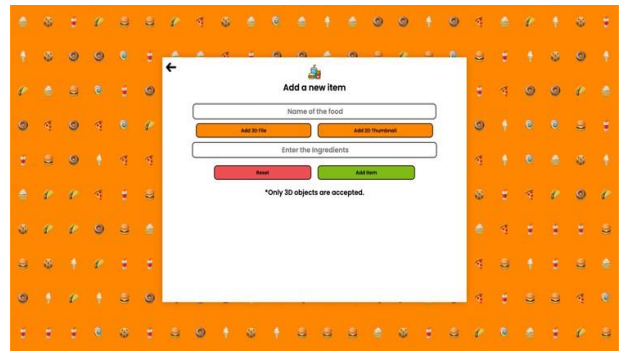 Add a new item
Name of the food
Add 3D File
Add 2D Thumbnail
Enter the Ingredients
Reset
Add Item
*Only 3D objects are accepted.